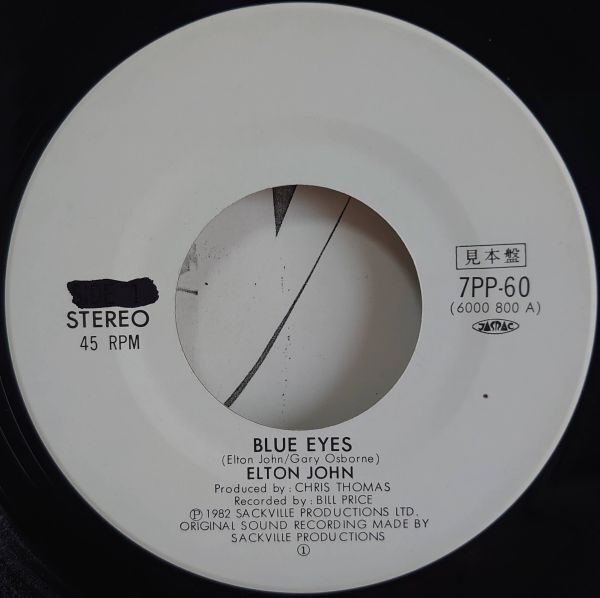 STEREO
45 RPM
見本盤
7PP-60
(6000 800 A)
JASRAC
BLUE EYES
(Elton John/Gary Osborne)
ELTON JOHN
Produced by: CHRIS THOMAS
Recorded by: BILL PRICE
Ⓟ1982 SACKVILLE PRODUCTIONS LTD.
ORIGINAL SOUND RECORDING MADE BY
SACKVILLE PRODUCTIONS
①